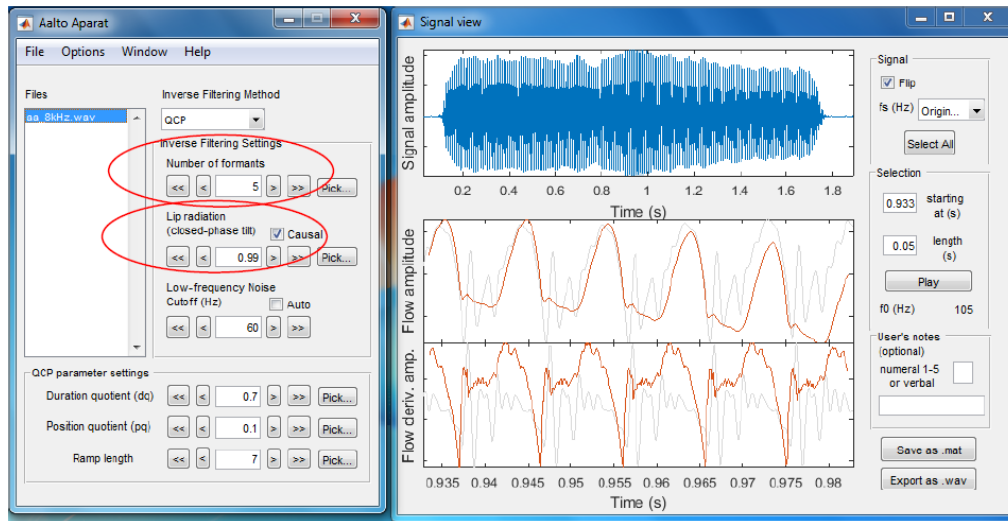 Aalto Aparat
File Options Window Help
Files
aa_8kHz.wav
Inverse Filtering Method
QCP
Inverse Filtering Settings
Number of formants
<< < 5 > >> Pick...
Lip radiation
(closed-phase tilt) Causal
<< < 0.99 > >> Pick...
Low-frequency Noise
Cutoff (Hz) Auto
<< < 60 > >>
QCP parameter settings
Duration quotient (dq) << < 0.7 > >> Pick...
Position quotient (pq) << < 0.1 > >> Pick...
Ramp length << < 7 > >> Pick...
Signal view
Signal amplitude
0.2 0.4 0.6 0.8 1 1.2 1.4 1.6 1.8
Time (s)
Flow amplitude
Flow deriv. amp.
0.935 0.94 0.945 0.95 0.955 0.96 0.965 0.97 0.975 0.98
Time (s)
Signal
Flip
fs (Hz) Origin...
Select All
Selection
0.933 starting
at (s)
0.05 length
(s)
Play
f0 (Hz) 105
User's notes
(optional)
numeral 1-5
or verbal
Save as .mat
Export as .wav